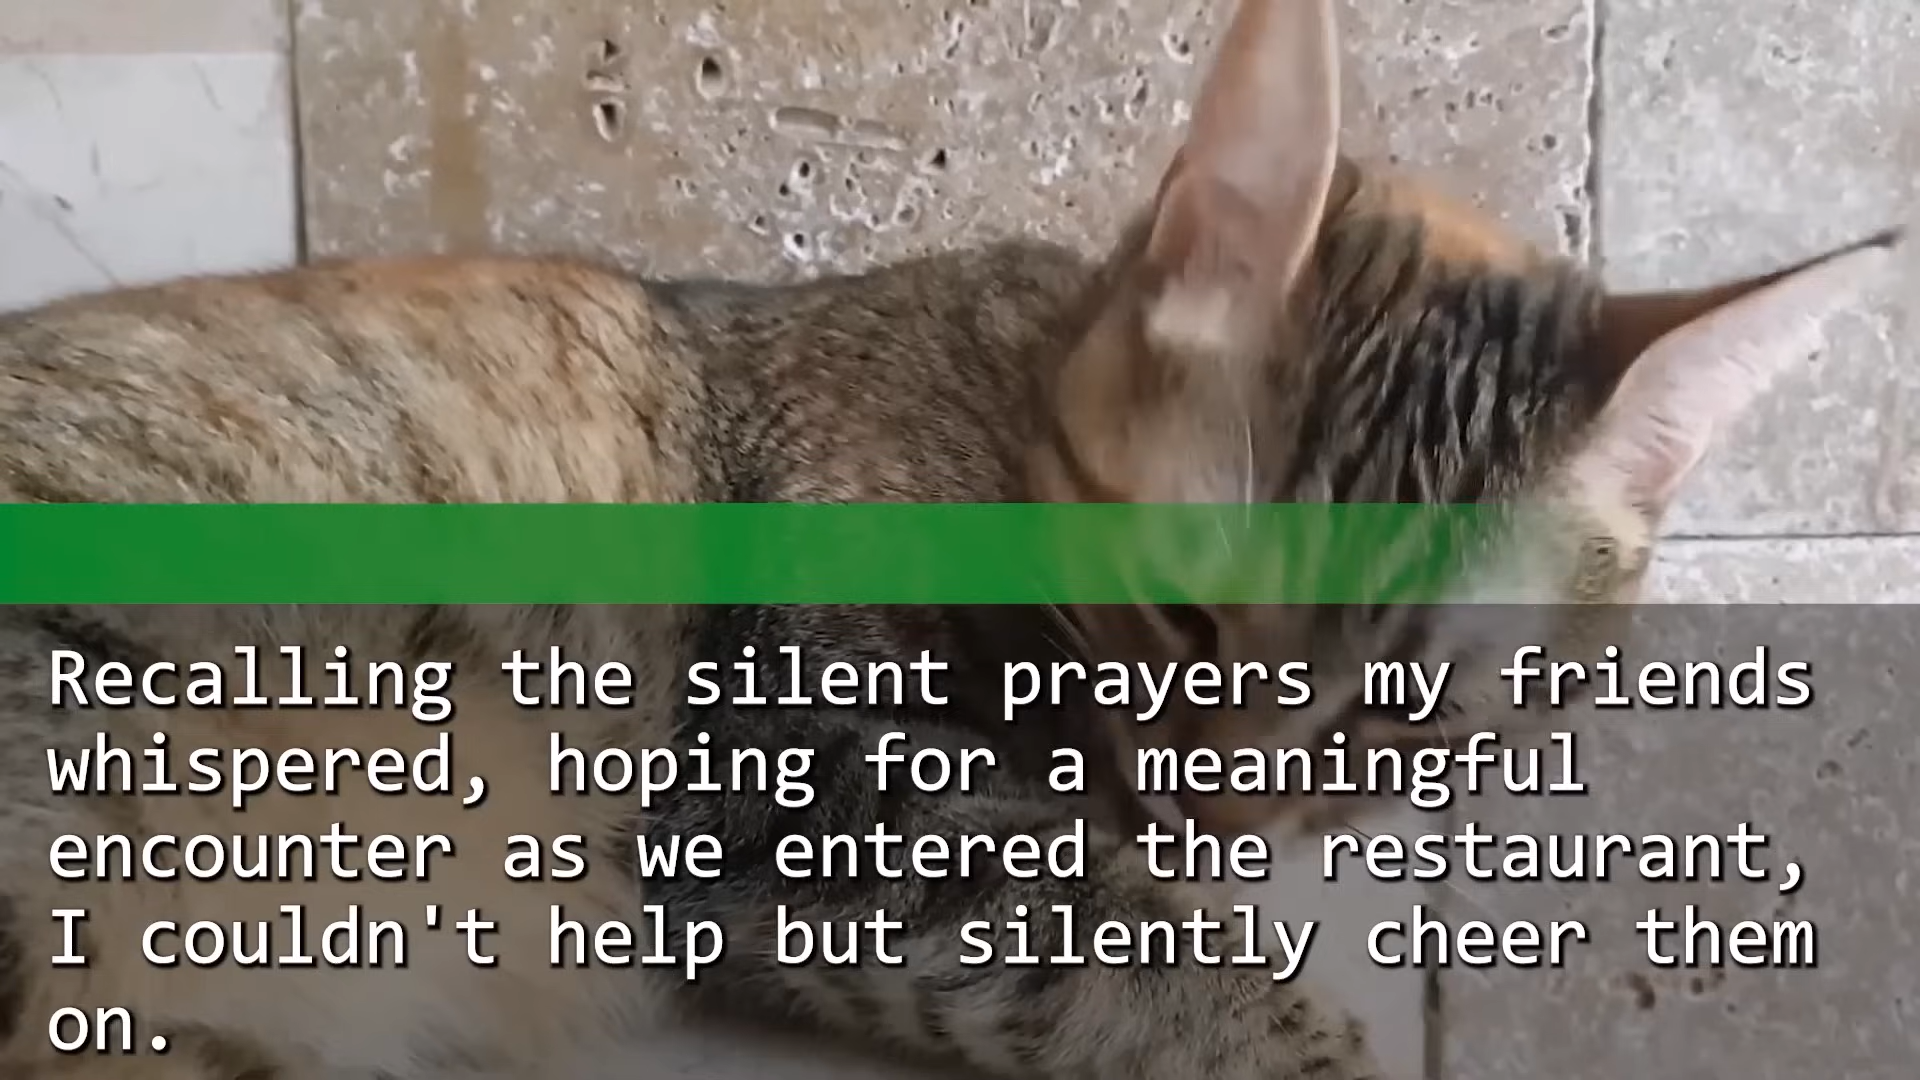 Recalling the silent prayers my friends
whispered, hoping for a meaningful
encounter as we entered the restaurant,
I couldn't help but silently cheer them
on.